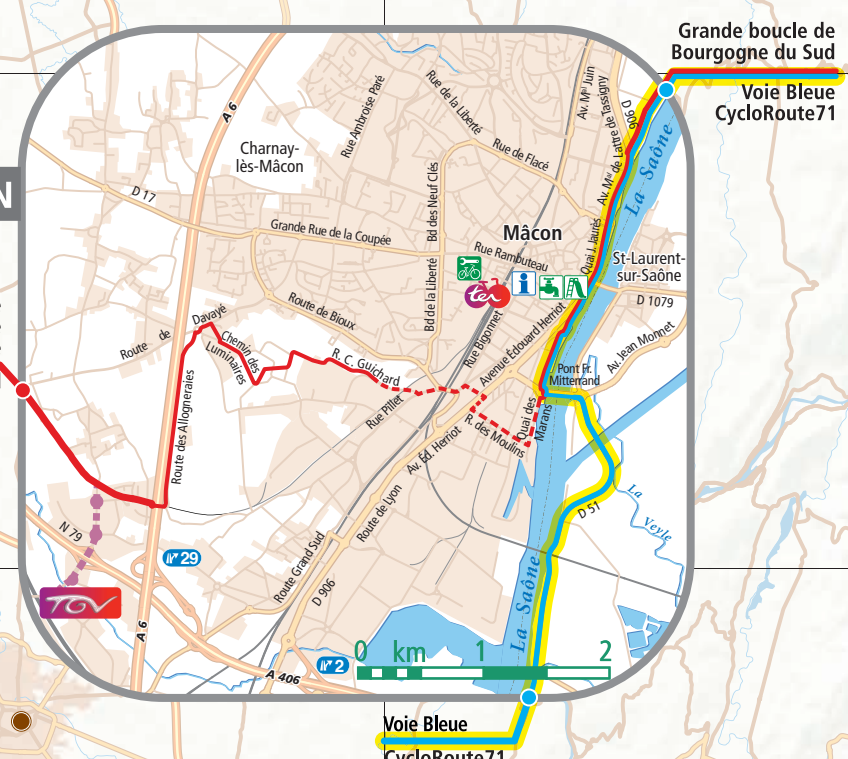 Grande boucle de
Bourgogne du Sud
Voie Bleue
CycloRoute71
N
A 6
Charnay-
lès-Mâcon
Rue Ambroise Paré
Rue de la Liberté
Rue de Flacé
Av. Mal Juin
Av. Mal de Lattre de Tassigny
D 906
La Saône
D 17
Grande Rue de la Coupée
Bd des Neuf Clés
Mâcon
Rue Rambuteau
Quai J. Jaurès
St-Laurent-
sur-Saône
D 1079
ter
i
Bd de la Liberté
Route de Bioux
Rue Bigonnet
Avenue Édouard Herriot
Av. Jean Monnet
Route de Davayé
Chemin des
Luminaires
R. C. Guichard
Pont Fr.
Mitterrand
Rue Pillet
Quai des
Marans
R. des Moulins
Av. Éd. Herriot
Route des Allogneraies
Route de Lyon
La Veyle
D 51
N 79
29
Route Grand Sud
D 906
TGV
A 6
La Saône
2
A 406
0 km 1 2
Voie Bleue
CycloRoute71